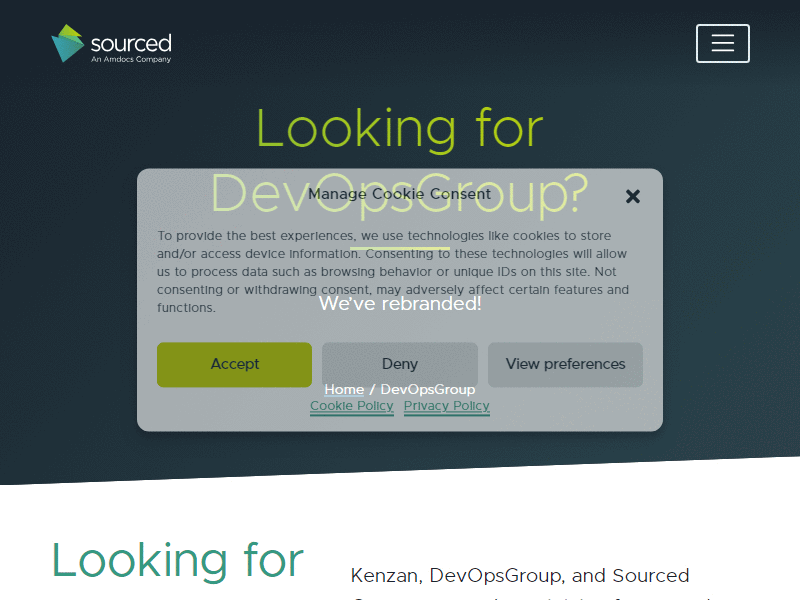 sourced
An Amdocs Company
Looking for
DevOpsGroup?
Manage Cookie Consent
To provide the best experiences, we use technologies like cookies to store
and/or access device information. Consenting to these technologies will allow
us to process data such as browsing behavior or unique IDs on this site. Not
consenting or withdrawing consent, may adversely affect certain features and
functions.
We've rebranded!
Accept
Deny
View preferences
Home / DevOpsGroup
Cookie Policy
Privacy Policy
Looking for
Kenzan, DevOpsGroup, and Sourced